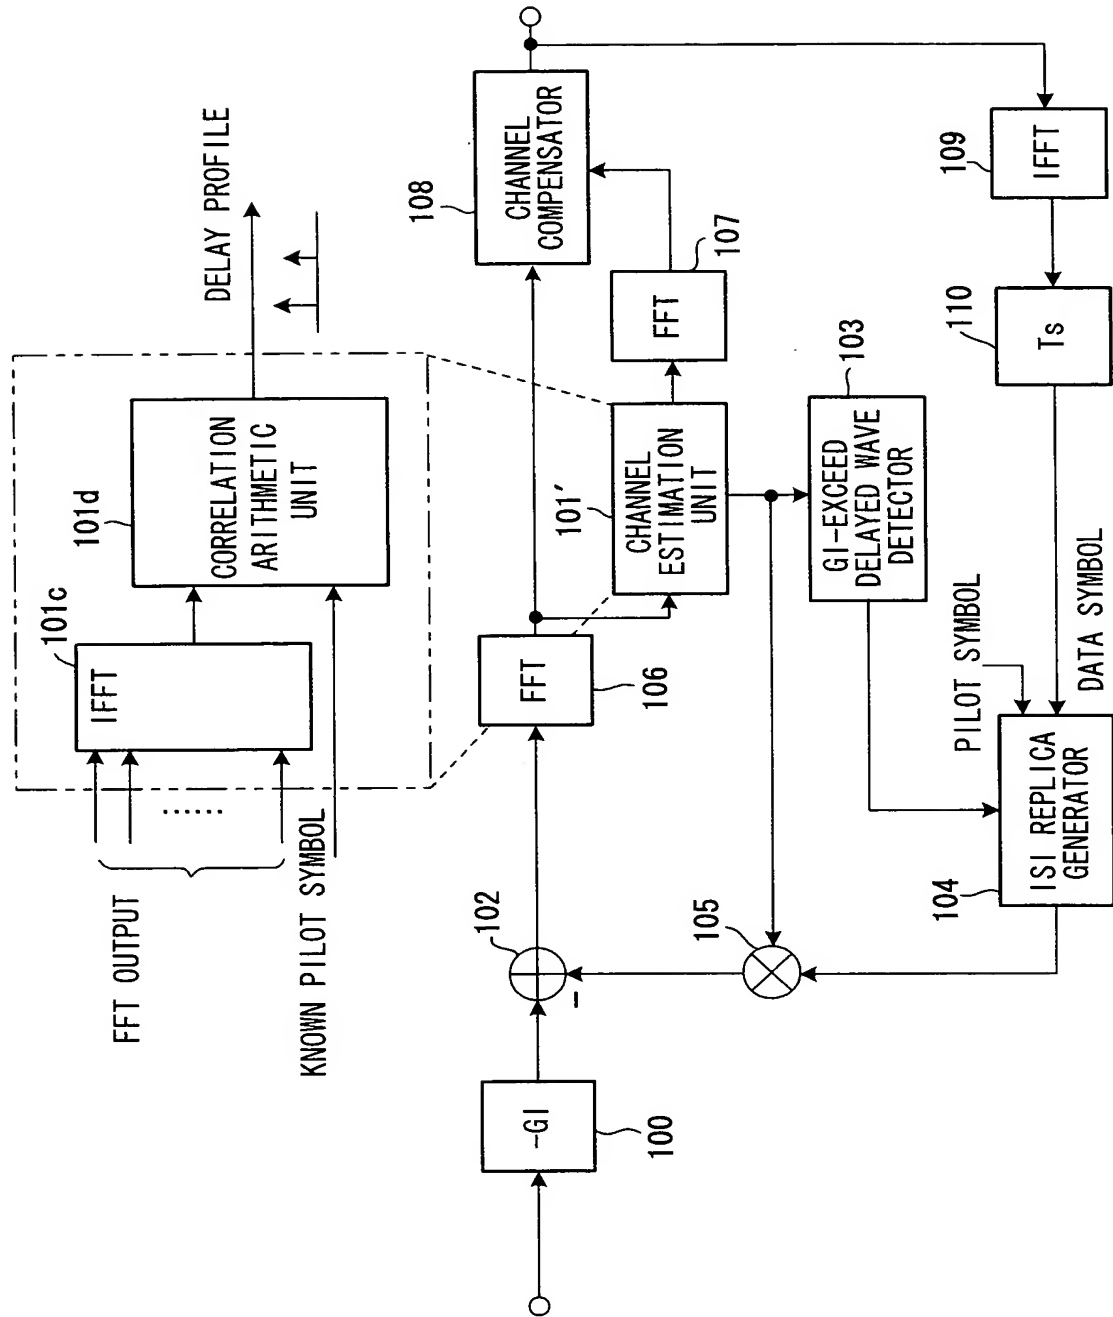 FFT OUTPUT
KNOWN PILOT SYMBOL
101c
IFFT
101d
CORRELATION
ARITHMETIC
UNIT
DELAY PROFILE
-GI
100
102
−
FFT
106
101'
CHANNEL
ESTIMATION
UNIT
FFT
107
108
CHANNEL
COMPENSATOR
105
103
GI-EXCEED
DELAYED WAVE
DETECTOR
104
ISI REPLICA
GENERATOR
PILOT SYMBOL
DATA SYMBOL
110
Ts
109
IFFT